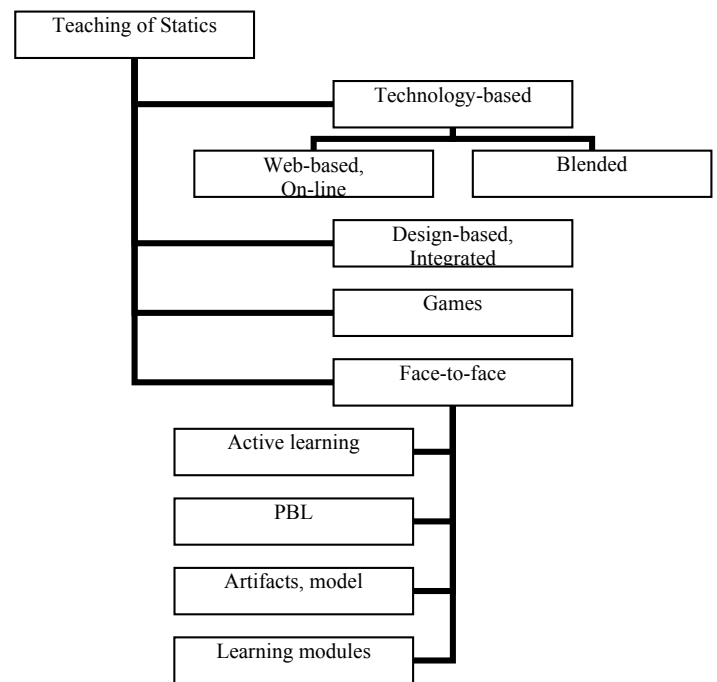 Teaching of Statics
Technology-based
Web-based,
On-line
Blended
Design-based,
Integrated
Games
Face-to-face
Active learning
PBL
Artifacts, model
Learning modules